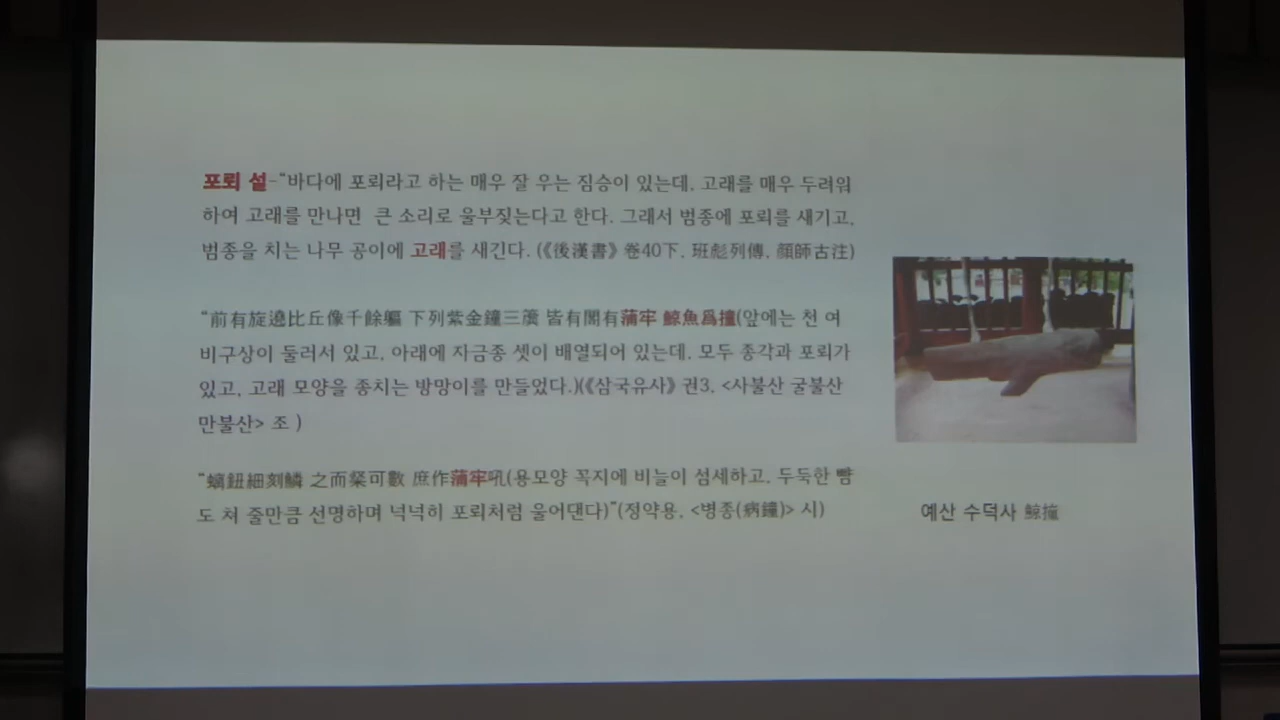 포뢰 설-“바다에 포뢰라고 하는 매우 잘 우는 짐승이 있는데, 고래를 매우 두려워
하여 고래를 만나면 큰 소리로 울부짖는다고 한다. 그래서 범종에 포뢰를 새기고,
범종을 치는 나무 공이에 고래를 새긴다. (《後漢書》 卷40下, 班彪列傳, 顔師古注)
“前有旋遶比丘像千餘軀 下列紫金鐘三簴 皆有閣有蒲牢 鯨魚爲撞(앞에는 천 여
비구상이 둘러서 있고, 아래에 자금종 셋이 배열되어 있는데, 모두 종각과 포뢰가
있고, 고래 모양을 종치는 방망이를 만들었다.)(《삼국유사》 권3, <사불산 굴불산
만불산> 조 )
“螭鈕細刻鱗 之而粲可數 庶作蒲牢吼(용모양 꼭지에 비늘이 섬세하고, 두둑한 뺨
도 쳐 줄만큼 선명하며 넉넉히 포뢰처럼 울어댄다)”(정약용, <병종(病鐘)> 시)
예산 수덕사 鯨撞